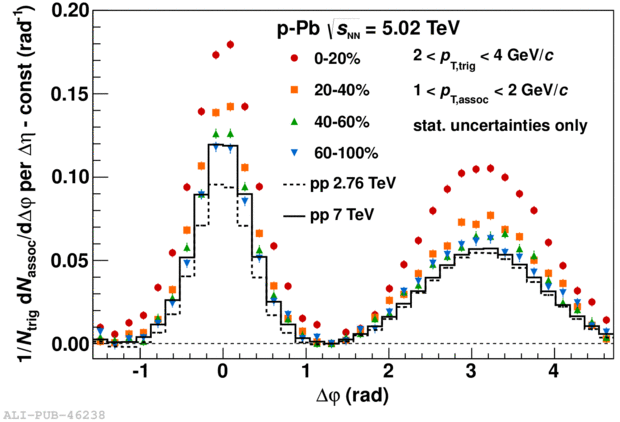 p-Pb √sNN = 5.02 TeV
0-20%
20-40%
40-60%
60-100%
pp 2.76 TeV
pp 7 TeV
2 < pT,trig < 4 GeV/c
1 < pT,assoc < 2 GeV/c
stat. uncertainties only
1/Ntrig dNassoc/dΔφ per Δη - const (rad-1)
0.20
0.15
0.10
0.05
0.00
-1
0
1
2
3
4
Δφ (rad)
ALI-PUB-46238